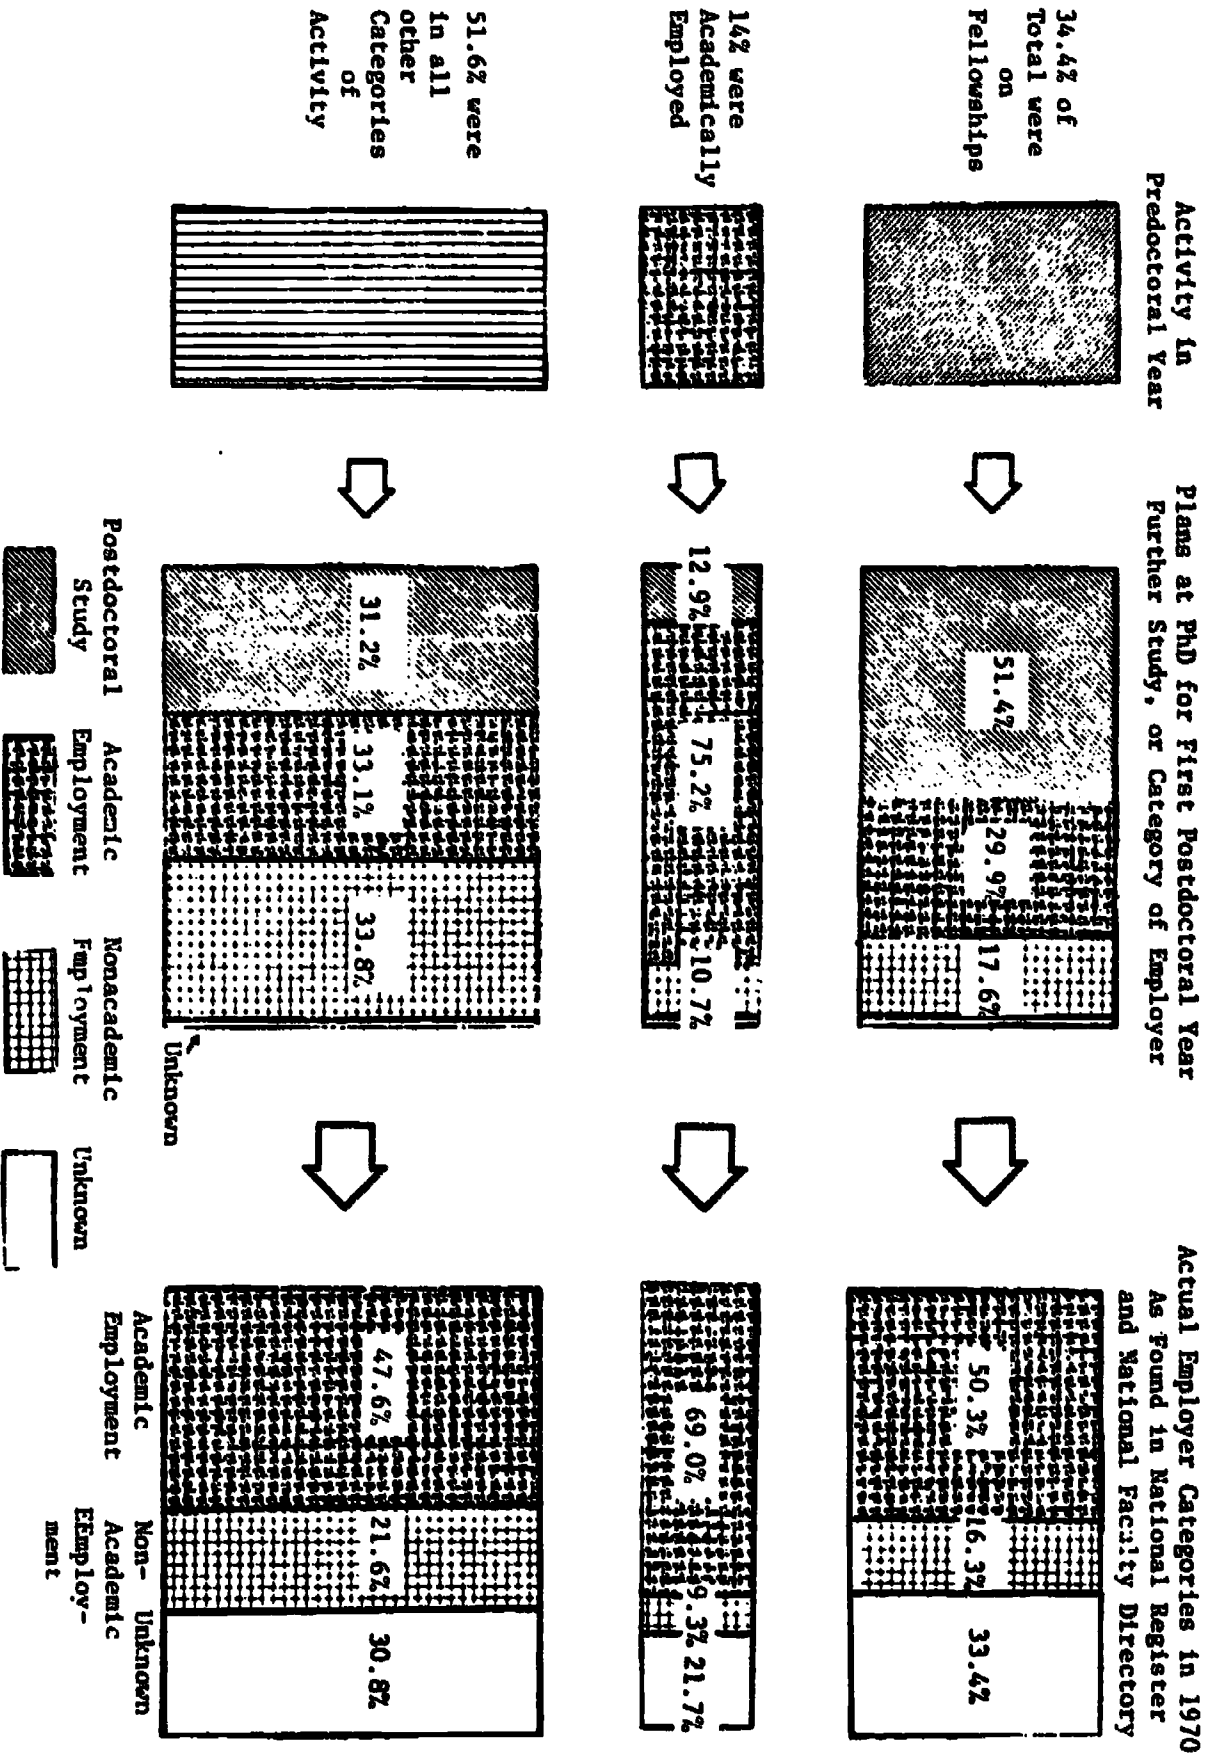 Activity in
Predoctoral Year
Plans at PhD for First Postdoctoral Year
Further Study, or Category of Employer
Actual Employer Categories in 1970
As Found in National Register
and National Faculty Directory
34.4% of
Total were
on
Fellowships
51.4%
29.9%
17.6%
50.3%
16.3%
33.4%
14% were
Academically
Employed
12.9%
75.2%
10.7%
69.0%
9.3%
21.7%
51.6% were
in all
other
Categories
of
Activity
31.2%
33.1%
33.8%
Unknown
47.6%
21.6%
30.8%
Academic
Employment
Non-
Academic
EEmploy-
ment
Unknown
Postdoctoral
Study
Academic
Employment
Nonacademic
Employment
Unknown